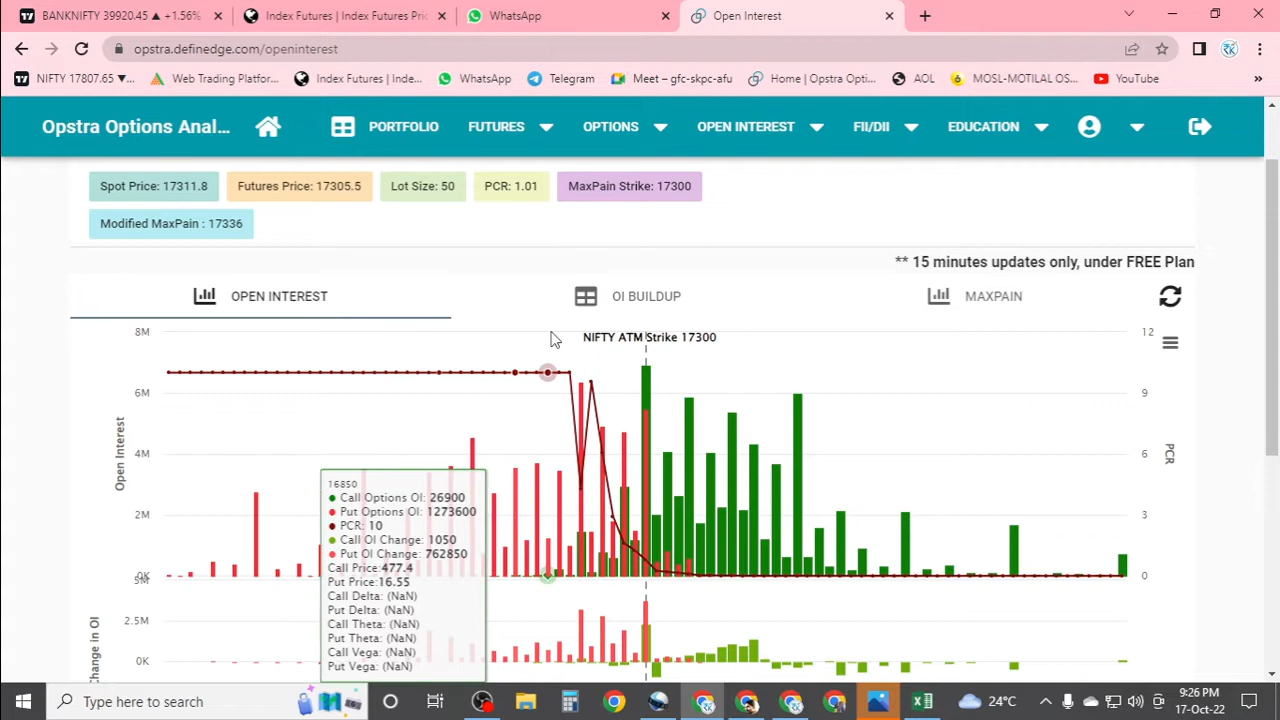 BANKNIFTY 39920.45 ▲ +1.56%
Index Futures | Index Futures Pric
WhatsApp
Open Interest
opstra.definedge.com/openinterest
NIFTY 17807.65 ▼...
Web Trading Platfor...
Index Futures | Inde...
WhatsApp
Telegram
Meet – gfc-skpc-afu
Home | Opstra Opti...
AOL
MOSL-MOTILAL OS...
YouTube
»
Opstra Options Anal...
PORTFOLIO
FUTURES
OPTIONS
OPEN INTEREST
FII/DII
EDUCATION
Spot Price: 17311.8
Futures Price: 17305.5
Lot Size: 50
PCR: 1.01
MaxPain Strike: 17300
Modified MaxPain : 17336
** 15 minutes updates only, under FREE Plan
OPEN INTEREST
OI BUILDUP
MAXPAIN
NIFTY ATM Strike 17300
8M
6M
4M
2M
0K
Open Interest
12
9
6
3
0
PCR
16850
Call Options OI: 26900
Put Options OI: 1273600
PCR: 10
Call OI Change: 1050
Put OI Change: 762850
Call Price: 477.4
Put Price: 16.55
Call Delta: (NaN)
Put Delta: (NaN)
Call Theta: (NaN)
Put Theta: (NaN)
Call Vega: (NaN)
Put Vega: (NaN)
5M
2.5M
0K
Change in OI
Type here to search
24°C
9:26 PM
17-Oct-22